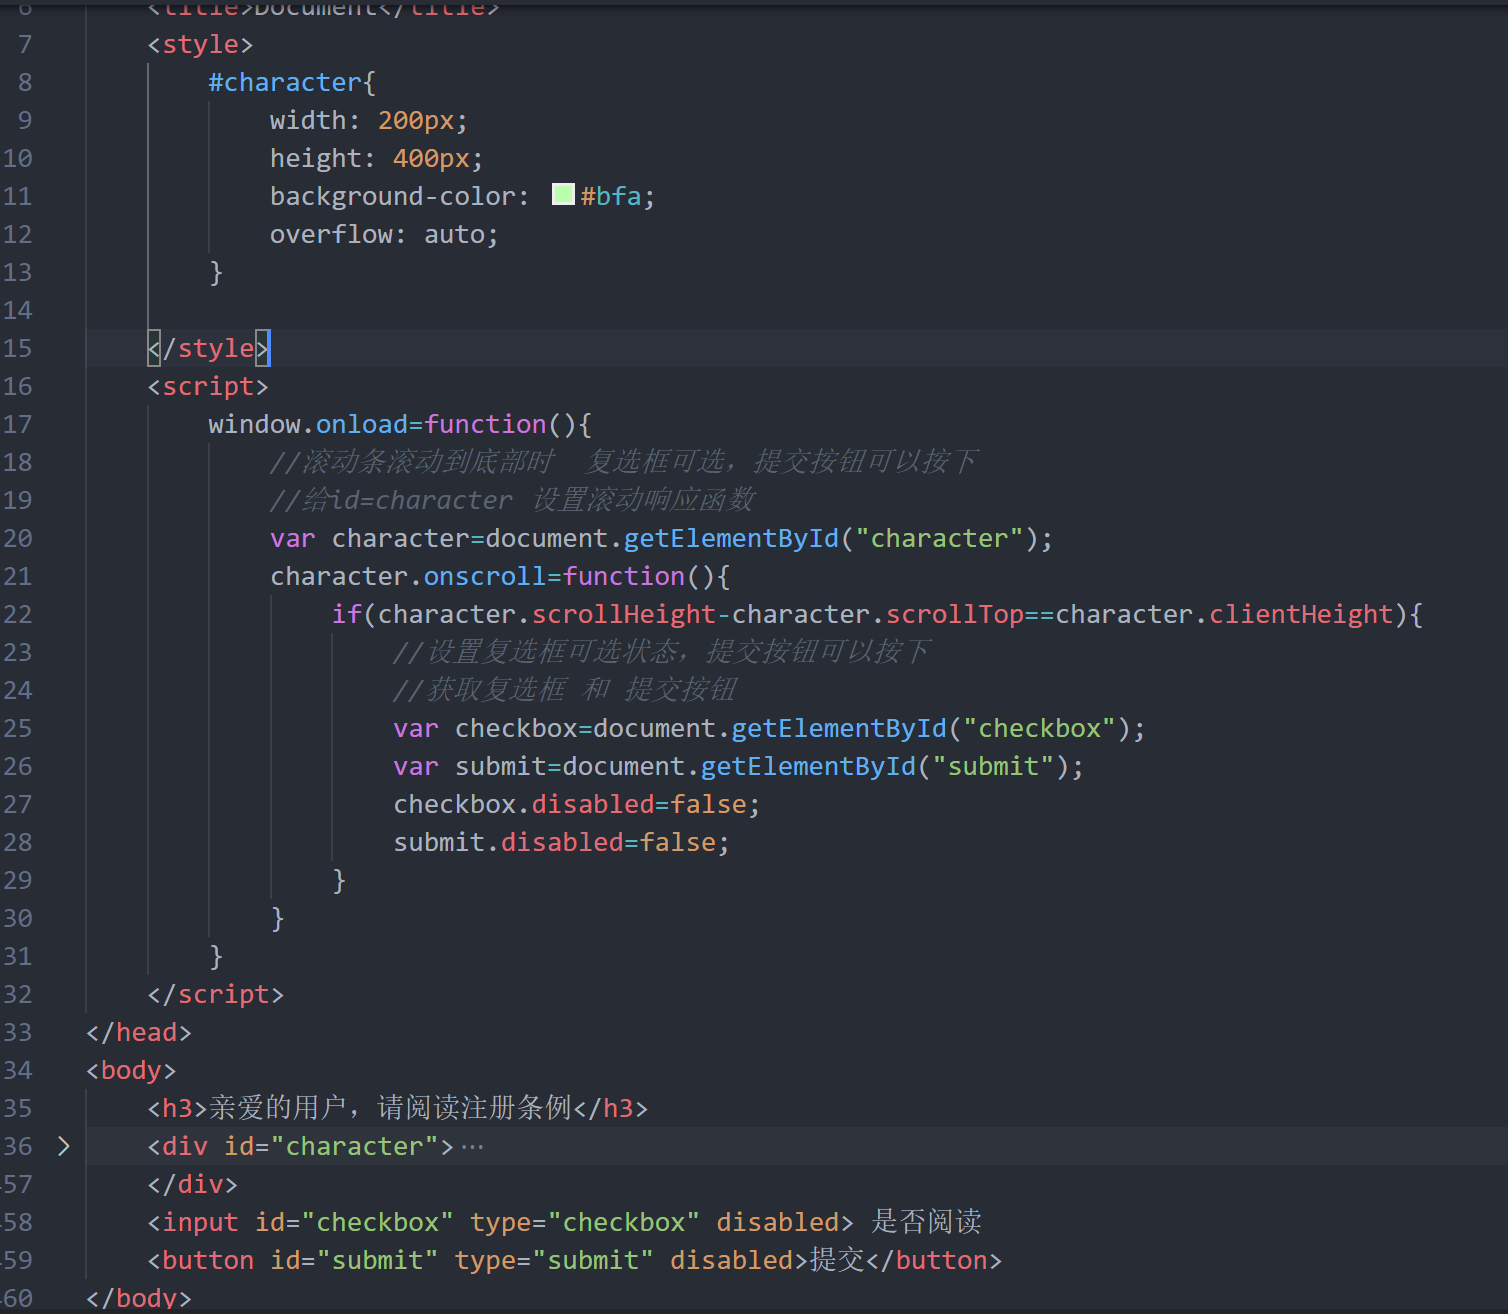 6 <title>Document</title>
7 <style>
8 #character{
9 width: 200px;
10 height: 400px;
11 background-color: #bfa;
12 overflow: auto;
13 }
14
15 </style>
16 <script>
17 window.onload=function(){
18 //滚动条滚动到底部时  复选框可选，提交按钮可以按下
19 //给id=character 设置滚动响应函数
20 var character=document.getElementById("character");
21 character.onscroll=function(){
22 if(character.scrollHeight-character.scrollTop==character.clientHeight){
23 //设置复选框可选状态，提交按钮可以按下
24 //获取复选框 和 提交按钮
25 var checkbox=document.getElementById("checkbox");
26 var submit=document.getElementById("submit");
27 checkbox.disabled=false;
28 submit.disabled=false;
29 }
30 }
31 }
32 </script>
33 </head>
34 <body>
35 <h3>亲爱的用户，请阅读注册条例</h3>
36 <div id="character">…
57 </div>
58 <input id="checkbox" type="checkbox" disabled> 是否阅读
59 <button id="submit" type="submit" disabled>提交</button>
60 </body>